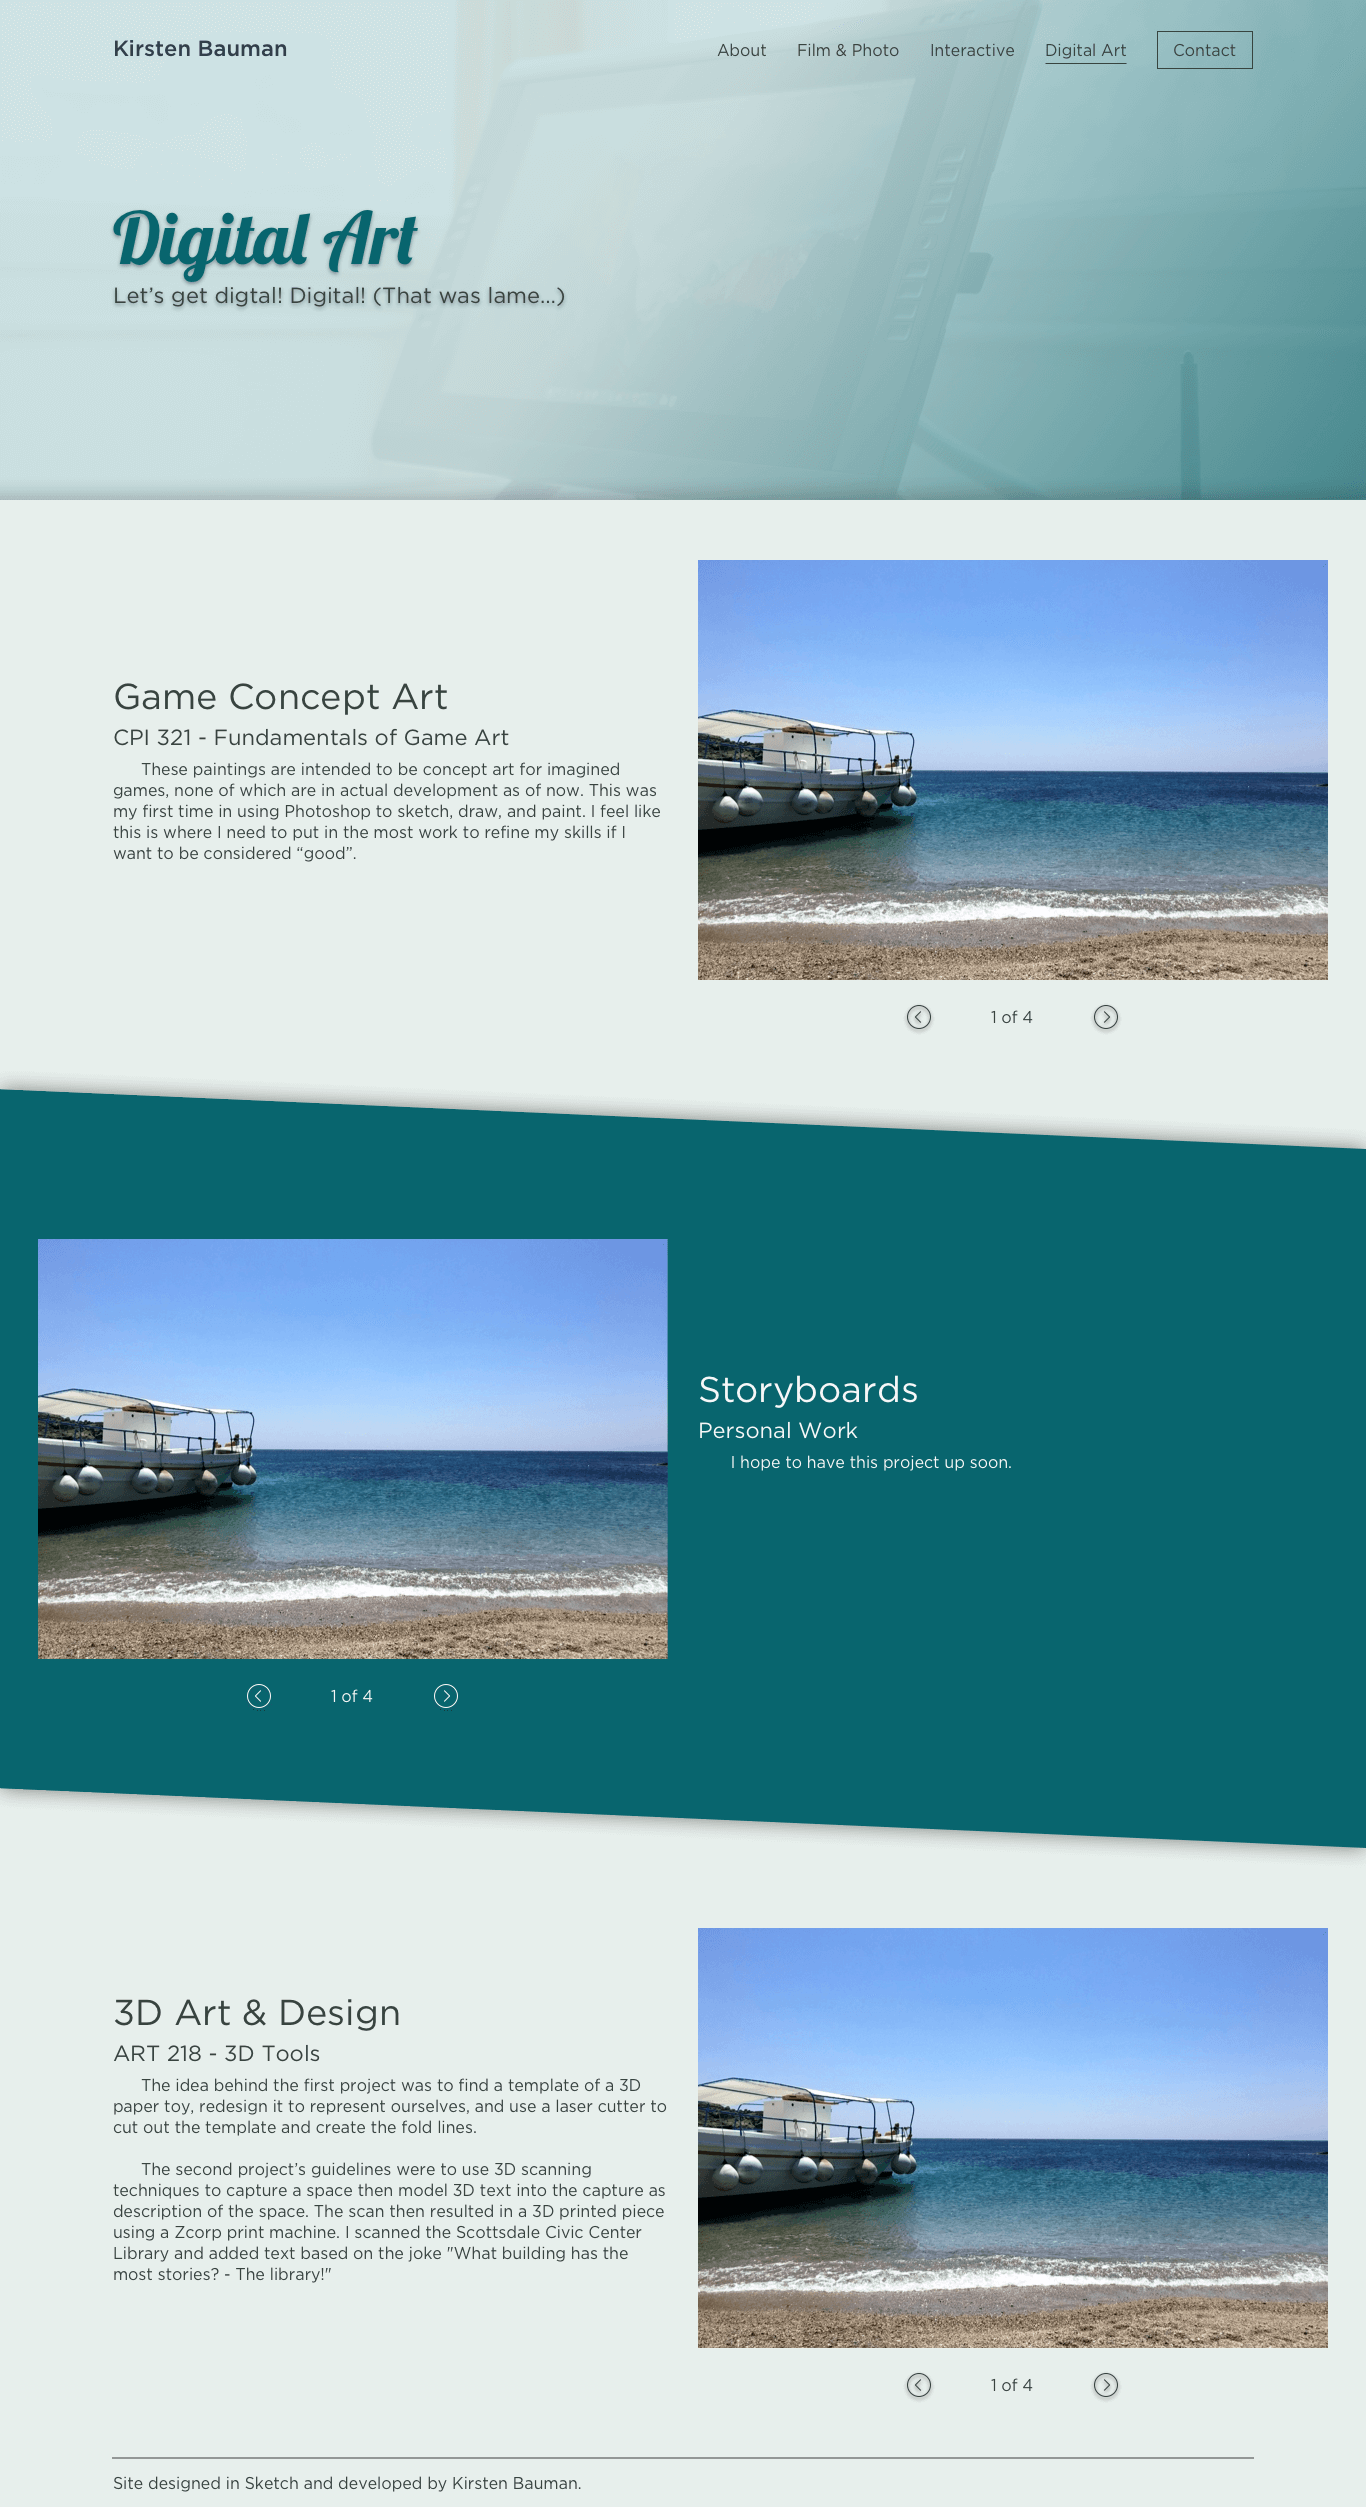 Kirsten Bauman
About Film & Photo Interactive Digital Art Contact
Digital Art
Let’s get digtal! Digital! (That was lame...)
Game Concept Art
CPI 321 - Fundamentals of Game Art
These paintings are intended to be concept art for imagined
games, none of which are in actual development as of now. This was
my first time in using Photoshop to sketch, draw, and paint. I feel like
this is where I need to put in the most work to refine my skills if I
want to be considered “good”.
1 of 4
Storyboards
Personal Work
I hope to have this project up soon.
1 of 4
3D Art & Design
ART 218 - 3D Tools
The idea behind the first project was to find a template of a 3D
paper toy, redesign it to represent ourselves, and use a laser cutter to
cut out the template and create the fold lines.
The second project’s guidelines were to use 3D scanning
techniques to capture a space then model 3D text into the capture as
description of the space. The scan then resulted in a 3D printed piece
using a Zcorp print machine. I scanned the Scottsdale Civic Center
Library and added text based on the joke "What building has the
most stories? - The library!"
1 of 4
Site designed in Sketch and developed by Kirsten Bauman.